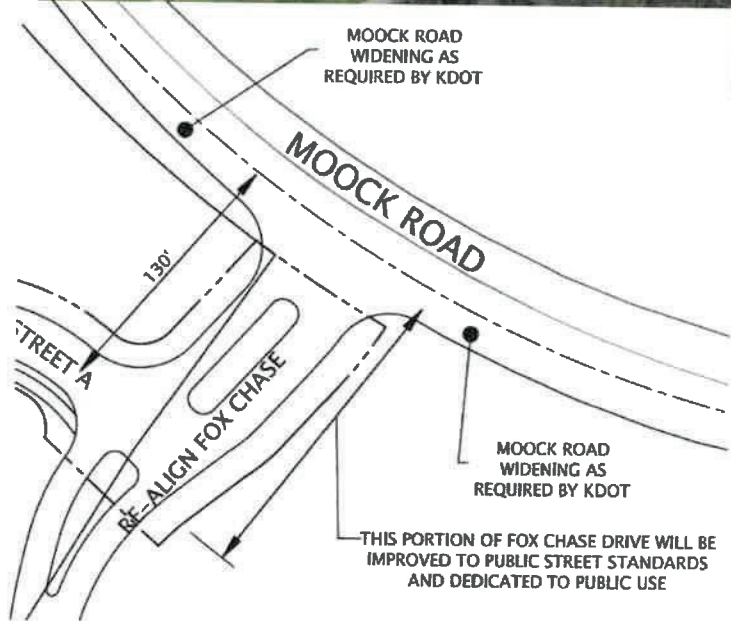 MOOCK ROAD
WIDENING AS
REQUIRED BY KDOT
MOOCK ROAD
130'
STREET A
RE-ALIGN FOX CHASE
MOOCK ROAD
WIDENING AS
REQUIRED BY KDOT
THIS PORTION OF FOX CHASE DRIVE WILL BE
IMPROVED TO PUBLIC STREET STANDARDS
AND DEDICATED TO PUBLIC USE